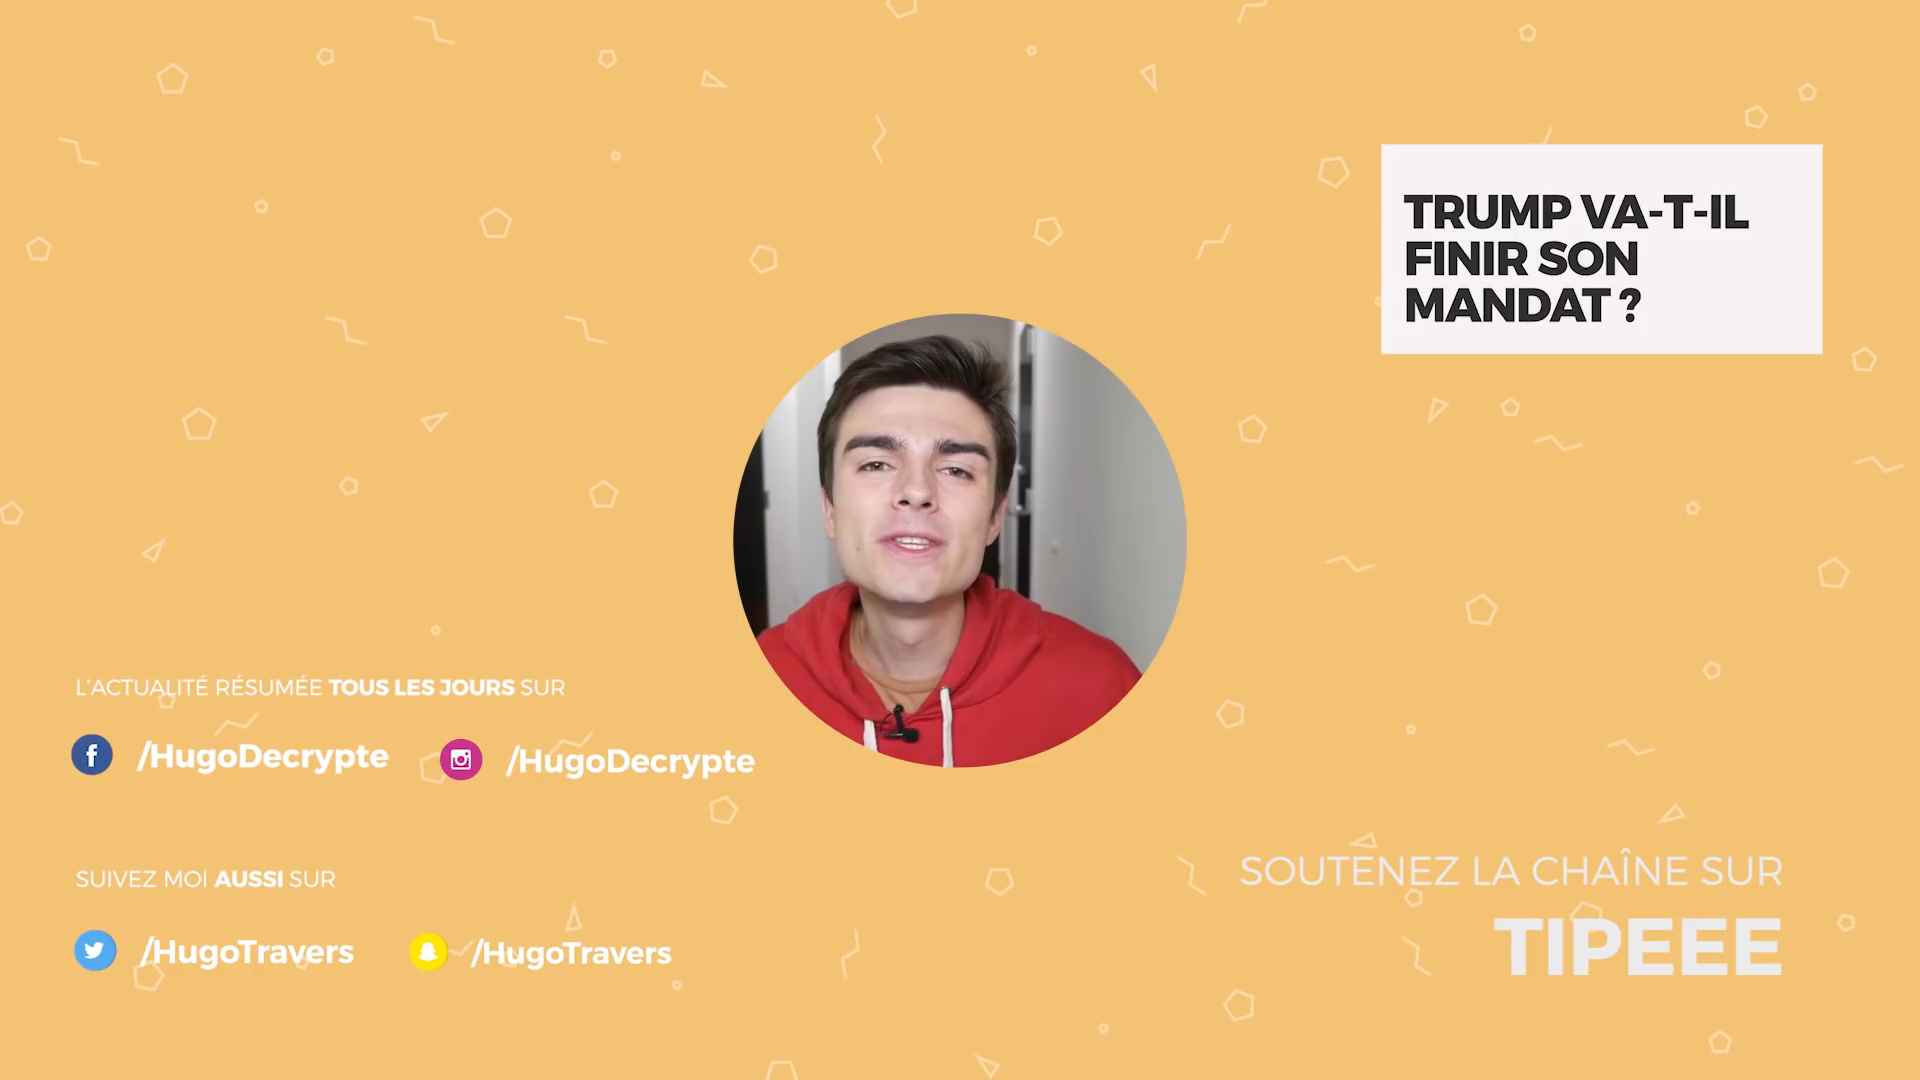 TRUMP VA-T-IL
FINIR SON
MANDAT ?
L'ACTUALITÉ RÉSUMÉE TOUS LES JOURS SUR
/HugoDecrypte
/HugoDecrypte
SUIVEZ MOI AUSSI SUR
/HugoTravers
/HugoTravers
SOUTENEZ LA CHAÎNE SUR
TIPEEE